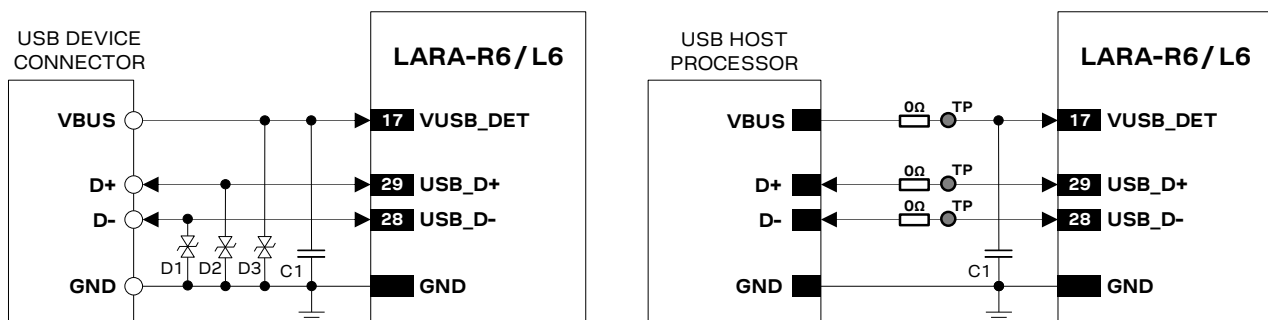 USB DEVICE
CONNECTOR
LARA-R6/L6
VBUS
17 VUSB_DET
D+
29 USB_D+
D-
28 USB_D-
D1 D2 D3 C1
GND
GND
USB HOST
PROCESSOR
LARA-R6/L6
0Ω TP
VBUS
17 VUSB_DET
0Ω TP
D+
29 USB_D+
0Ω TP
D-
28 USB_D-
C1
GND
GND